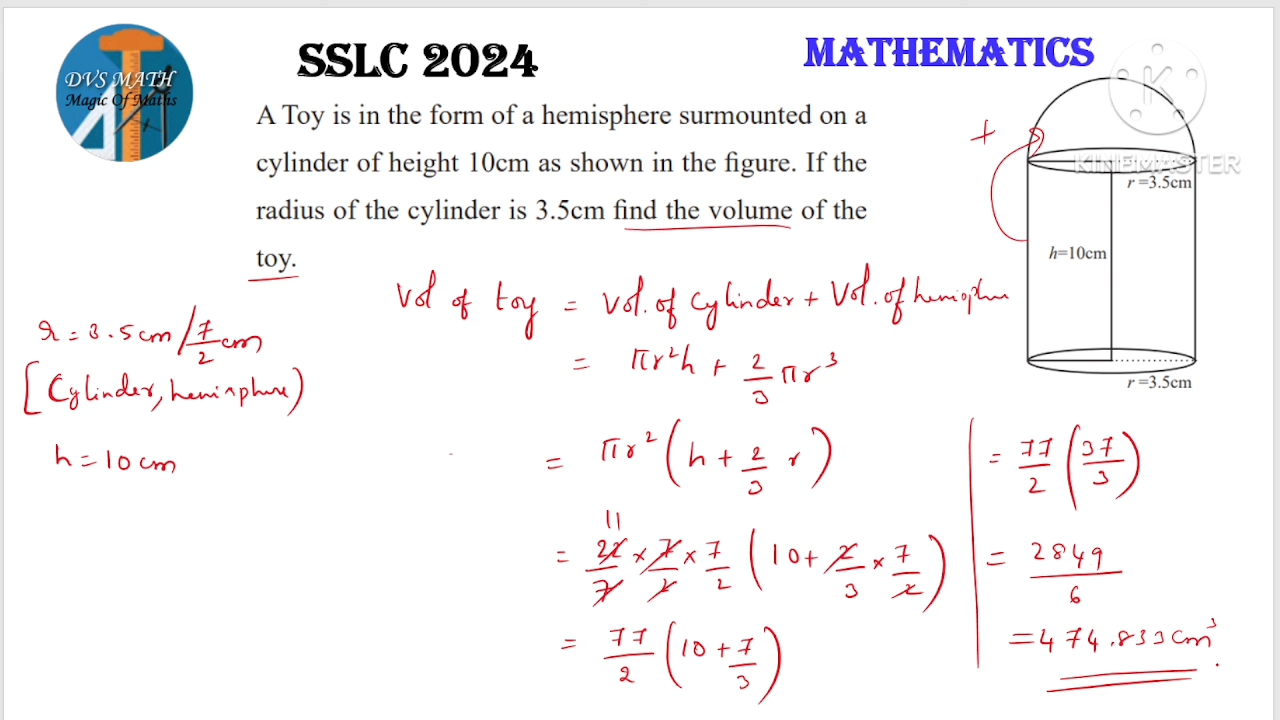 DVS MATH
Magic Of Maths
SSLC 2024
MATHEMATICS
K
KINEMASTER
A Toy is in the form of a hemisphere surmounted on a
cylinder of height 10cm as shown in the figure. If the
radius of the cylinder is 3.5cm find the volume of the
toy.
+
r =3.5cm
h=10cm
r =3.5cm
r = 3.5cm / 7/2 cm
[Cylinder, hemisphere)
h = 10 cm
Vol of toy = Vol. of Cylinder + Vol. of hemisphere
= πr²h + 2/3 πr³
= πr² (h + 2/3 r)
11
= 22/7 × 7/2 × 7/2 (10 + 2/3 × 7/2)
= 77/2 (10 + 7/3)
= 77/2 (37/3)
= 2849/6
= 474.833 cm³.